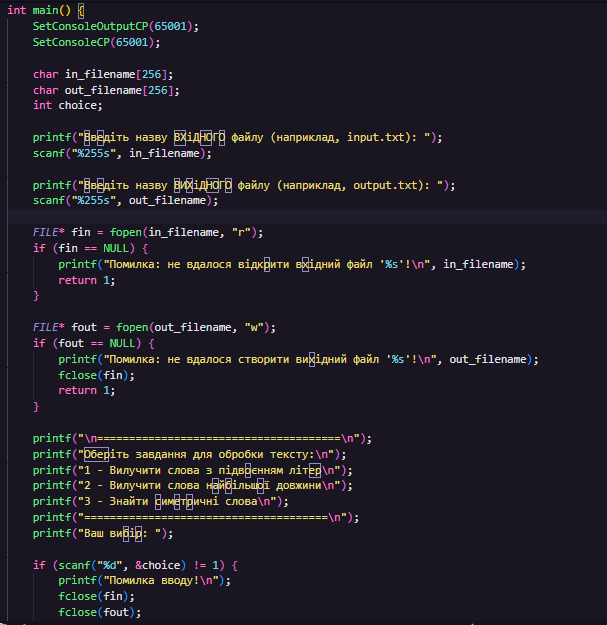 int main() {
    SetConsoleOutputCP(65001);
    SetConsoleCP(65001);
    char in_filename[256];
    char out_filename[256];
    int choice;
    printf("Введіть назву ВХІДНОГО файлу (наприклад, input.txt): ");
    scanf("%255s", in_filename);
    printf("Введіть назву ВИХІДНОГО файлу (наприклад, output.txt): ");
    scanf("%255s", out_filename);
    FILE* fin = fopen(in_filename, "r");
    if (fin == NULL) {
        printf("Помилка: не вдалося відкрити вхідний файл '%s'!\n", in_filename);
        return 1;
    }
    FILE* fout = fopen(out_filename, "w");
    if (fout == NULL) {
        printf("Помилка: не вдалося створити вихідний файл '%s'!\n", out_filename);
        fclose(fin);
        return 1;
    }
    printf("\n======================================\n");
    printf("Оберіть завдання для обробки тексту:\n");
    printf("1 - Вилучити слова з підвоєнням літер\n");
    printf("2 - Вилучити слова найбільшої довжини\n");
    printf("3 - Знайти симетричні слова\n");
    printf("======================================\n");
    printf("Ваш вибір: ");
    if (scanf("%d", &choice) != 1) {
        printf("Помилка вводу!\n");
        fclose(fin);
        fclose(fout);